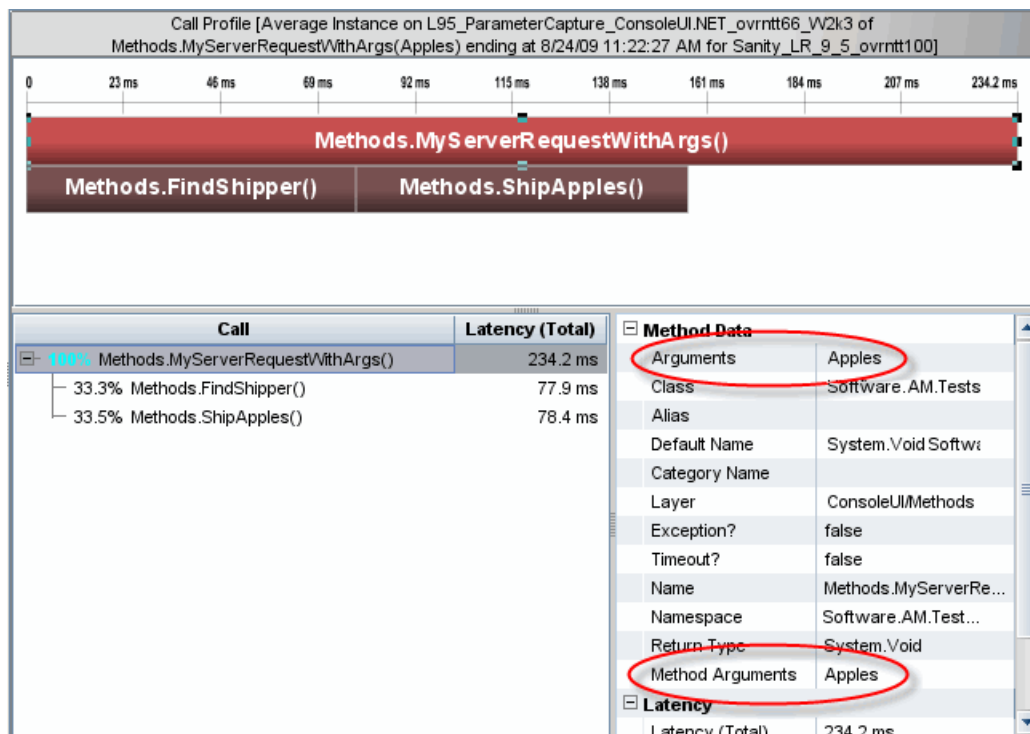 Call Profile [Average Instance on L95_ParameterCapture_ConsoleUI.NET_ovrntt66_W2k3 of
Methods.MyServerRequestWithArgs(Apples) ending at 8/24/09 11:22:27 AM for Sanity_LR_9_5_ovrntt100]
0 23 ms 46 ms 69 ms 92 ms 115 ms 138 ms 161 ms 184 ms 207 ms 234.2 ms
Methods.MyServerRequestWithArgs()
Methods.FindShipper() Methods.ShipApples()
Call Latency (Total)
100% Methods.MyServerRequestWithArgs() 234.2 ms
33.3% Methods.FindShipper() 77.9 ms
33.5% Methods.ShipApples() 78.4 ms
Method Data
Arguments Apples
Class Software.AM.Tests
Alias
Default Name System.Void Softwa
Category Name
Layer ConsoleUI/Methods
Exception? false
Timeout? false
Name Methods.MyServerRe...
Namespace Software.AM.Test...
Return Type System.Void
Method Arguments Apples
Latency
Latency (Total) 234.2 ms